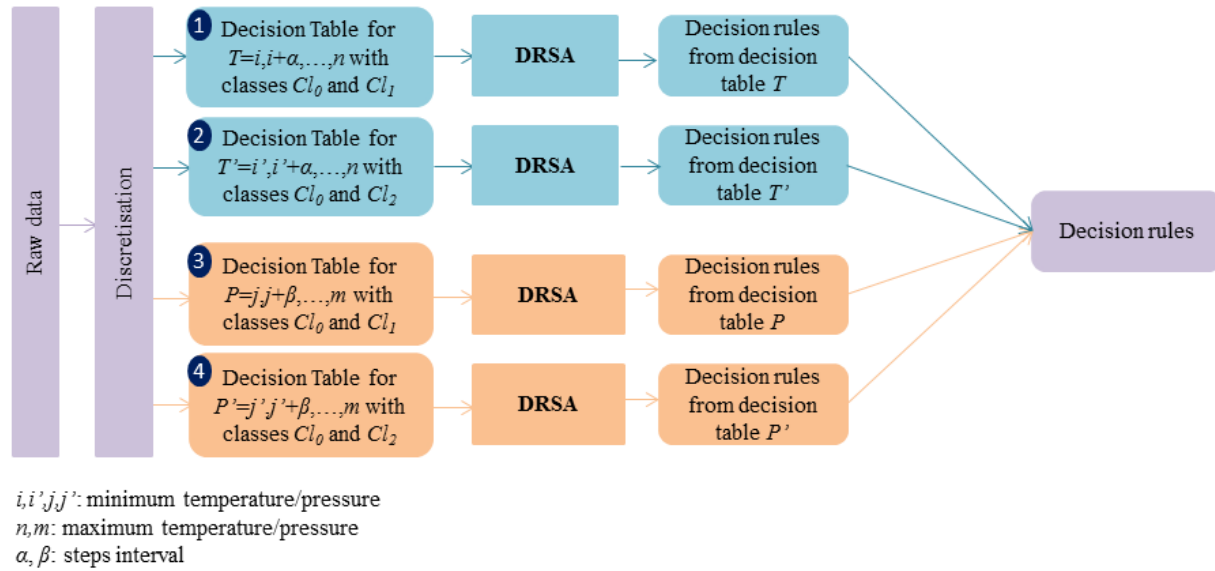 Raw data
Discretisation
1
Decision Table for
T=i,i+α,…,n with
classes Cl₀ and Cl₁
DRSA
Decision rules
from decision
table T
2
Decision Table for
T’=i’,i’+α,…,n with
classes Cl₀ and Cl₂
DRSA
Decision rules
from decision
table T’
3
Decision Table for
P=j,j+β,…,m with
classes Cl₀ and Cl₁
DRSA
Decision rules
from decision
table P
4
Decision Table for
P’=j’,j’+β,…,m with
classes Cl₀ and Cl₂
DRSA
Decision rules
from decision
table P’
Decision rules
i,i’,j,j’: minimum temperature/pressure
n,m: maximum temperature/pressure
α, β: steps interval